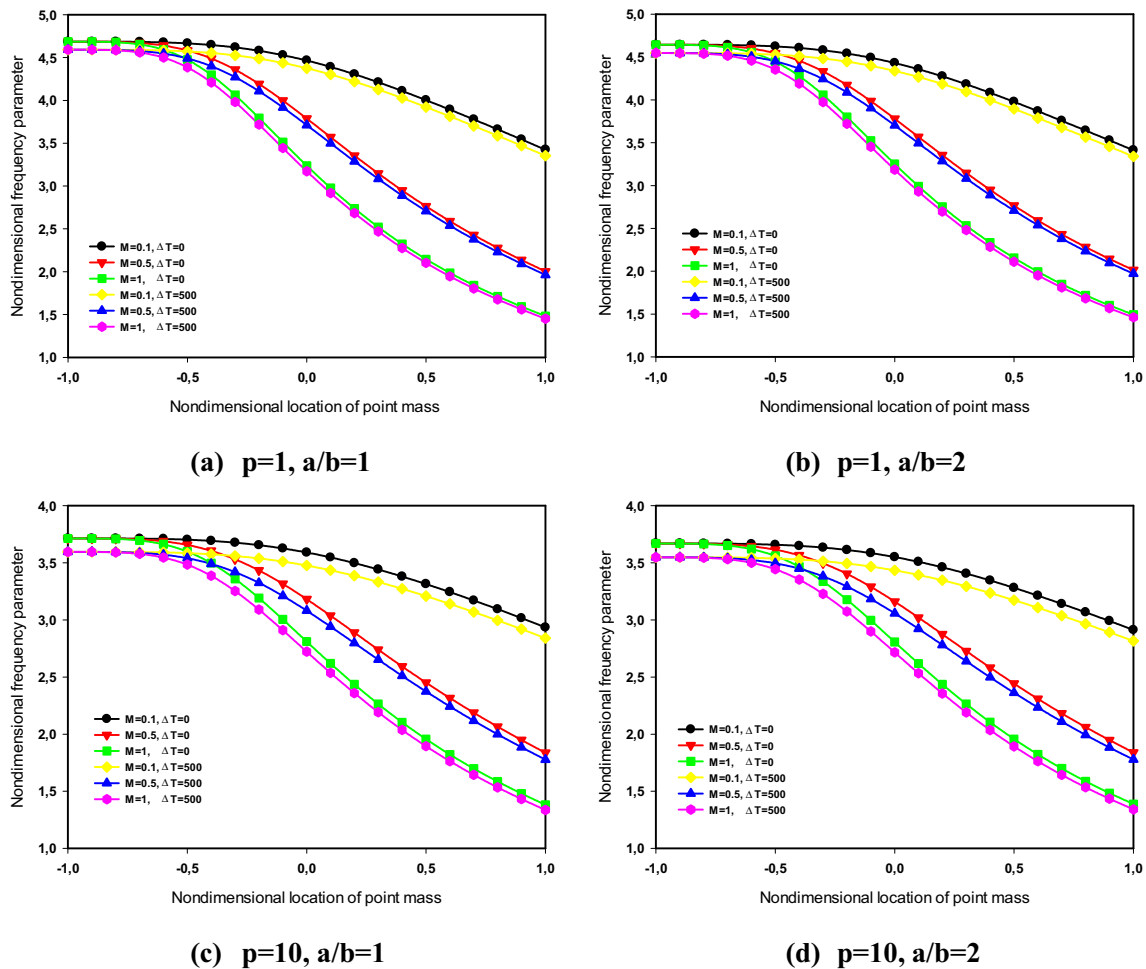 Nondimensional frequency parameter
5,0
4,5
4,0
3,5
3,0
2,5
2,0
1,5
1,0
M=0.1, ΔT=0
M=0.5, ΔT=0
M=1, ΔT=0
M=0.1, ΔT=500
M=0.5, ΔT=500
M=1, ΔT=500
-1,0 -0,5 0,0 0,5 1,0
Nondimensional location of point mass
(a) p=1, a/b=1
Nondimensional frequency parameter
5,0
4,5
4,0
3,5
3,0
2,5
2,0
1,5
1,0
M=0.1, ΔT=0
M=0.5, ΔT=0
M=1, ΔT=0
M=0.1, ΔT=500
M=0.5, ΔT=500
M=1, ΔT=500
-1,0 -0,5 0,0 0,5 1,0
Nondimensional location of point mass
(b) p=1, a/b=2
Nondimensional frequency parameter
4,0
3,5
3,0
2,5
2,0
1,5
1,0
M=0.1, ΔT=0
M=0.5, ΔT=0
M=1, ΔT=0
M=0.1, ΔT=500
M=0.5, ΔT=500
M=1, ΔT=500
-1,0 -0,5 0,0 0,5 1,0
Nondimensional location of point mass
(c) p=10, a/b=1
Nondimensional freuency parameter
4,0
3,5
3,0
2,5
2,0
1,5
1,0
M=0.1, ΔT=0
M=0.5, ΔT=0
M=1, ΔT=0
M=0.1, ΔT=500
M=0.5, ΔT=500
M=1, ΔT=500
-1,0 -0,5 0,0 0,5 1,0
Nondimensional location of point mass
(d) p=10, a/b=2